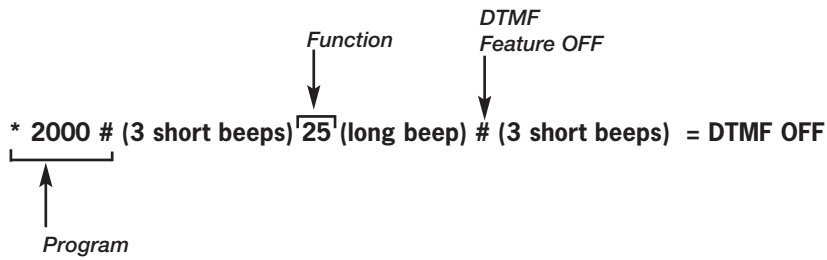 DTMF
Feature OFF
Function
* 2000 # (3 short beeps) 25 (long beep) # (3 short beeps) = DTMF OFF
Program